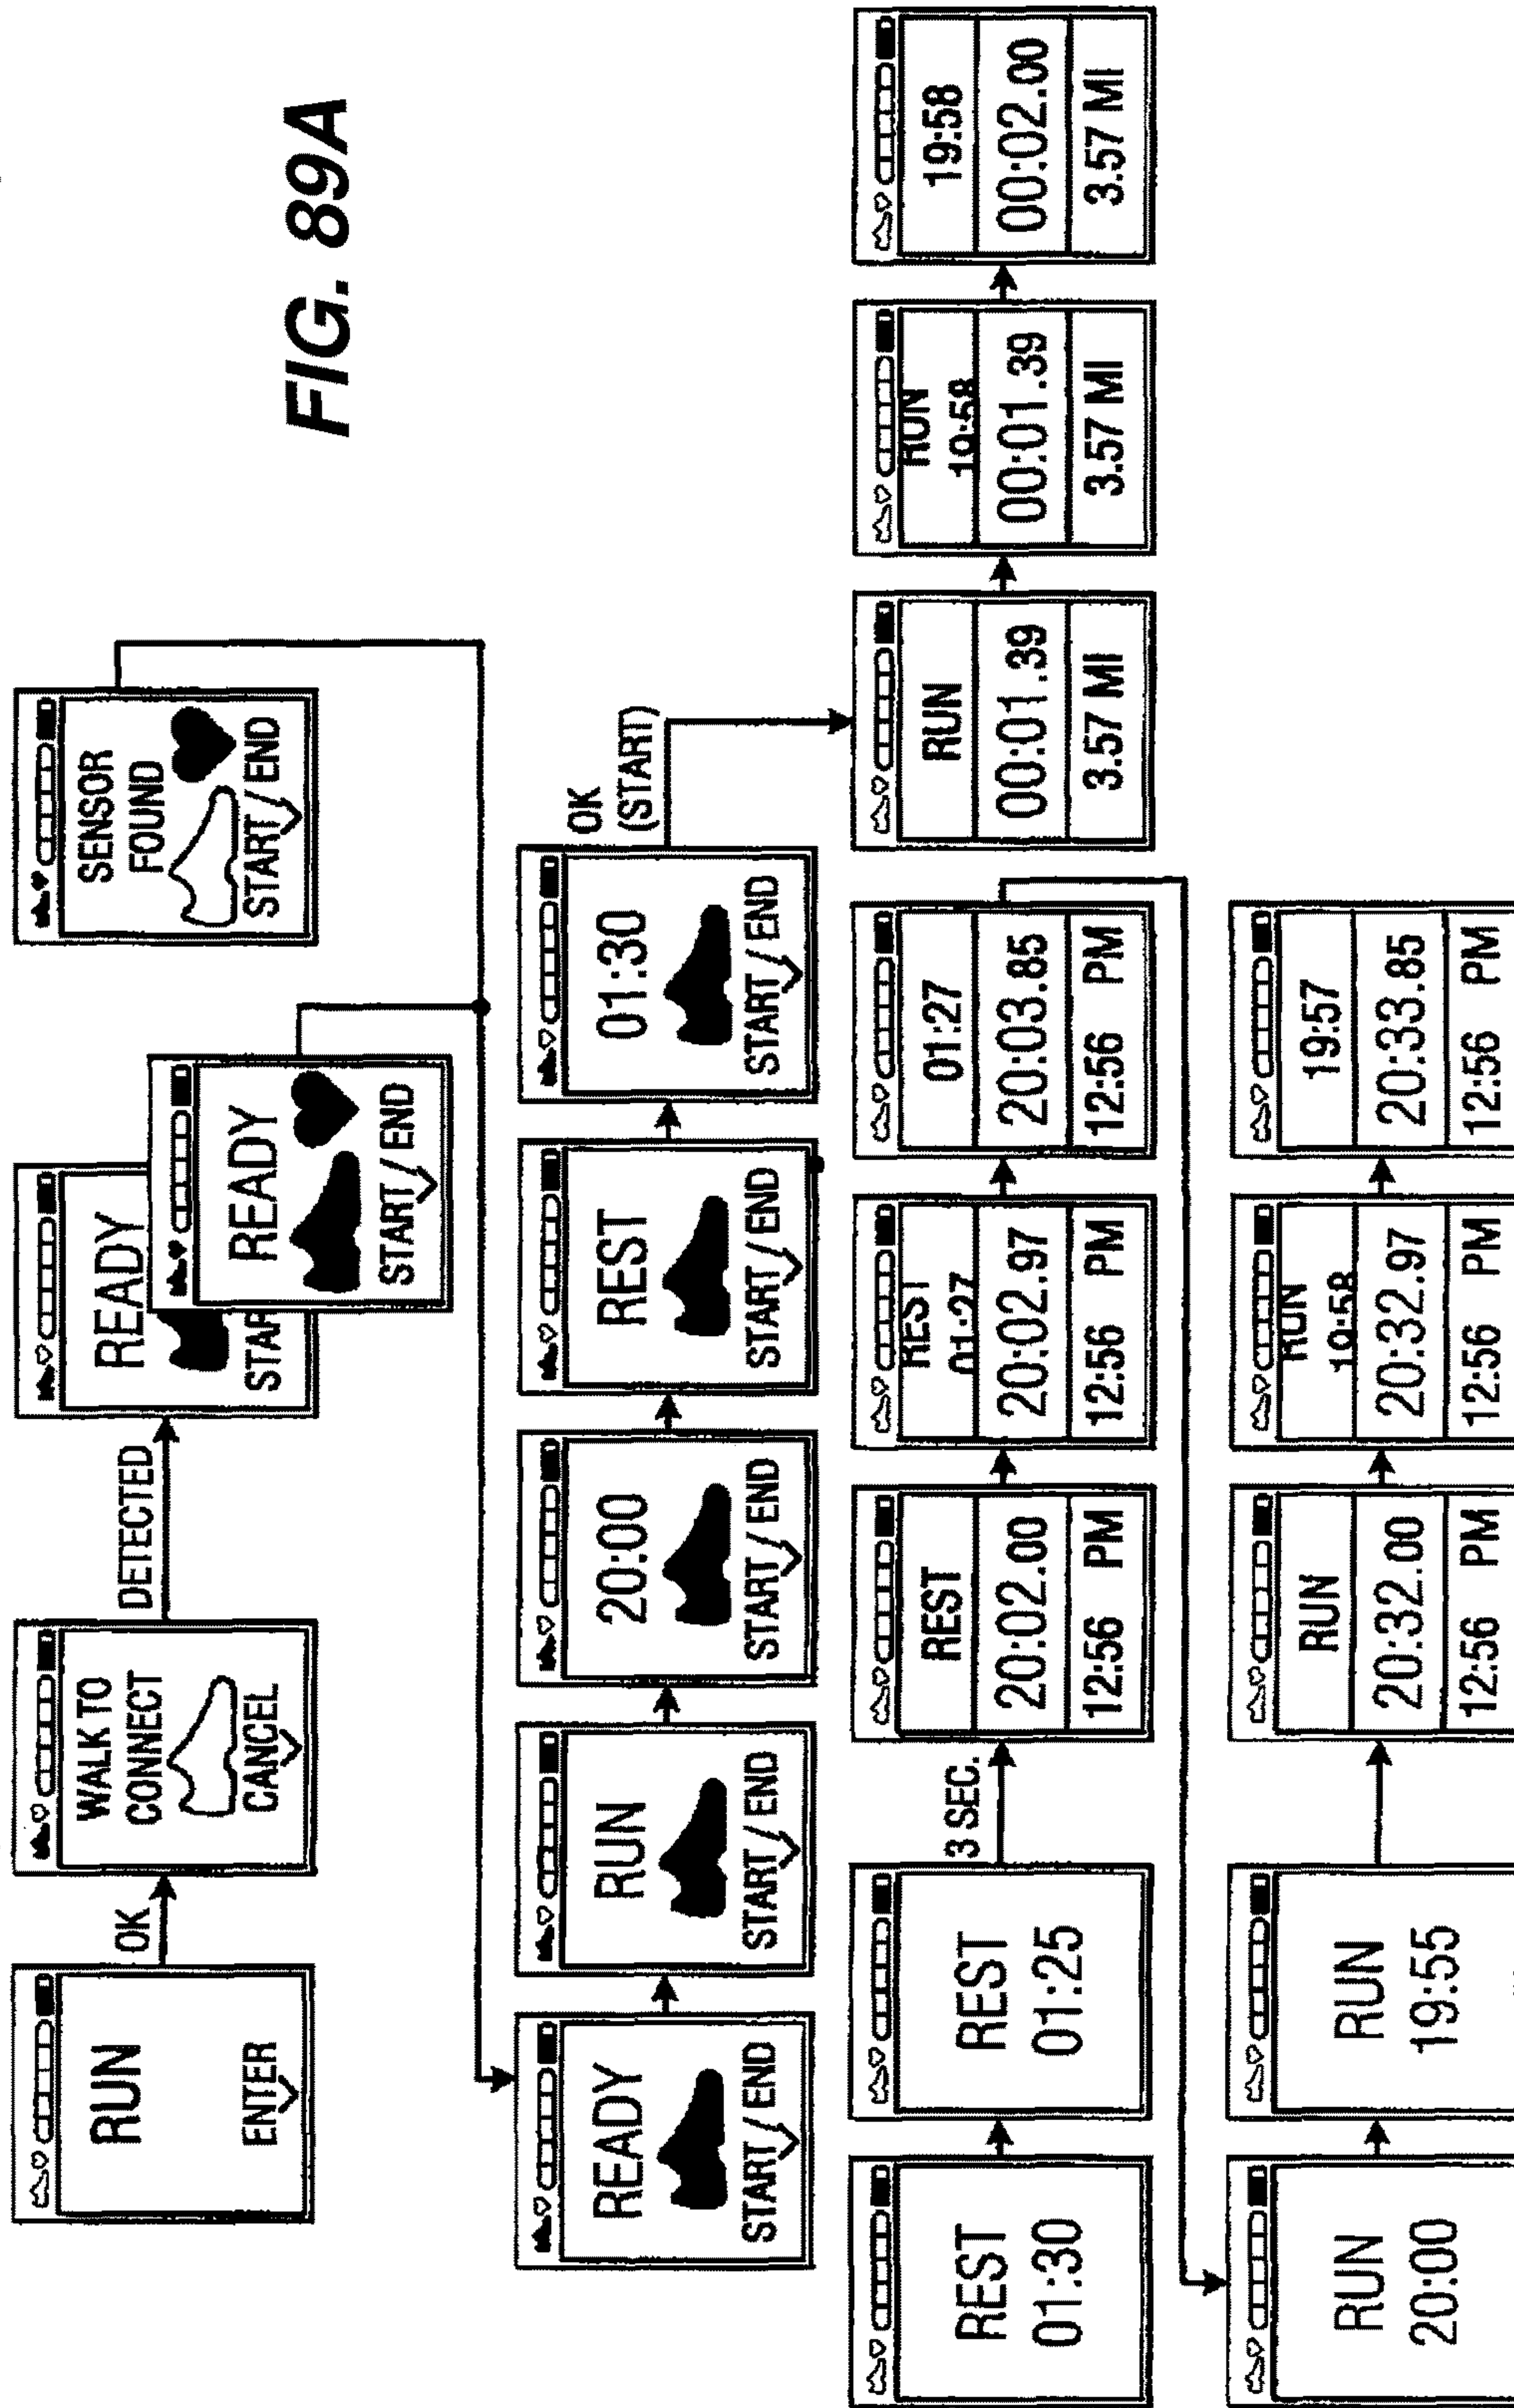 FIG. 89A
RUN
ENTER
OK
WALK TO
CONNECT
CANCEL
DETECTED
READY
STAR
READY
START / END
SENSOR
FOUND
START / END
READY
START / END
RUN
START / END
20:00
START / END
REST
START / END
01:30
START / END
OK
(START)
RUN
00:01.39
3.57 MI
RUN
19:58
00:01.39
3.57 MI
19:58
00:02.00
3.57 MI
REST
01:30
REST
01:25
3 SEC.
REST
20:02.00
12:56 PM
REST
01:27
20:02.97
12:56 PM
01:27
20:03.85
12:56 PM
RUN
20:00
RUN
19:55
RUN
20:32.00
12:56 PM
RUN
19:58
20:32.97
12:56 PM
19:57
20:33.85
12:56 PM